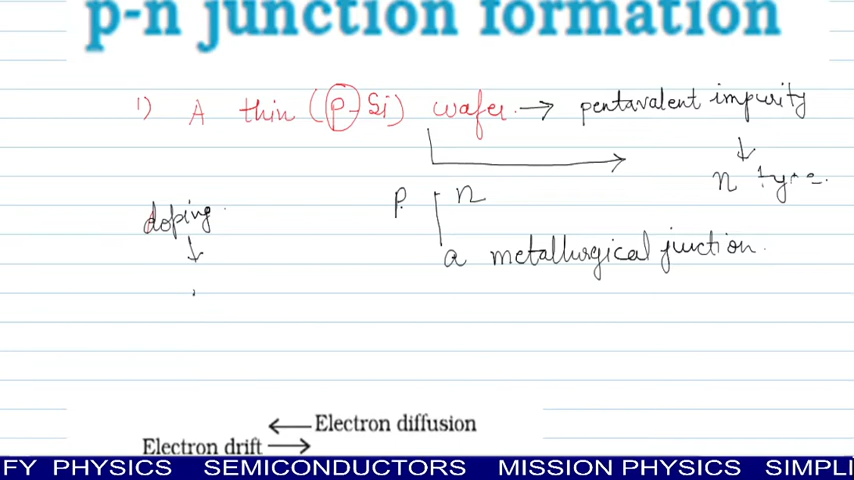 p-n junction formation
1) A thin (p-Si) wafer → pentavalent impurity
↓
n type
p | n
doping
↓
a metallurgical junction.
← Electron diffusion
Electron drift →
FY PHYSICS SEMICONDUCTORS MISSION PHYSICS SIMPLI